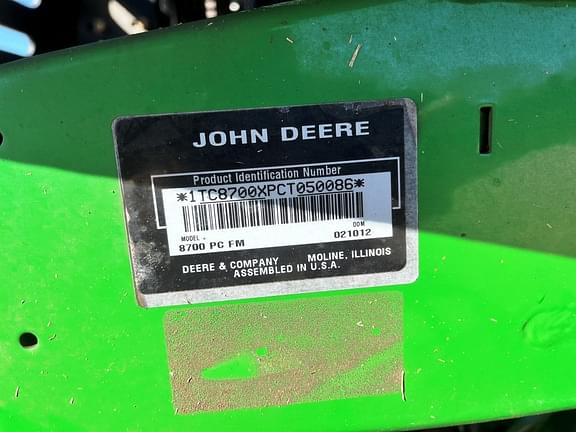 JOHN DEERE
Product Identification Number
*1TC8700XPCT050086*
MODEL • DOM
8700 PC FM 021012
DEERE & COMPANY MOLINE, ILLINOIS
ASSEMBLED IN U.S.A.